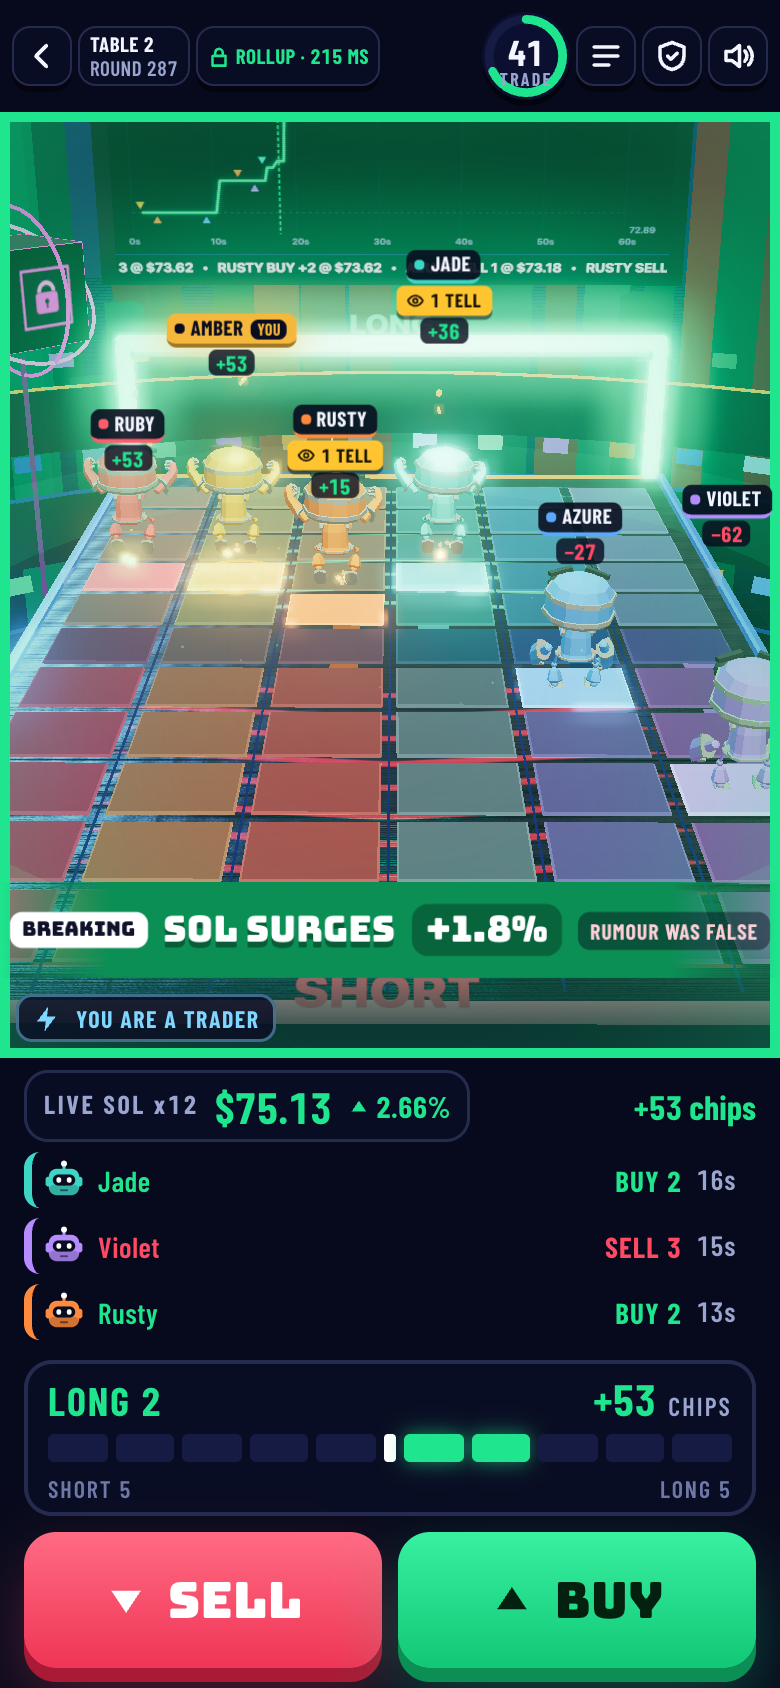 TABLE 2
ROUND 287
ROLLUP · 215 MS
41
TRADE
72.89
0s 10s 20s 30s 40s 50s 60s
3 @ $73.62 • RUSTY BUY +2 @ $73.62 • L 1 @ $73.18 • RUSTY SELL
JADE
1 TELL
+36
AMBER YOU
+53
RUBY
+53
RUSTY
1 TELL
+15
AZURE
-27
VIOLET
-62
BREAKING SOL SURGES +1.8% RUMOUR WAS FALSE
SHORT
YOU ARE A TRADER
LIVE SOL x12 $75.13 ▲ 2.66% +53 chips
Jade BUY 2 16s
Violet SELL 3 15s
Rusty BUY 2 13s
LONG 2 +53 CHIPS
SHORT 5 LONG 5
▼ SELL ▲ BUY